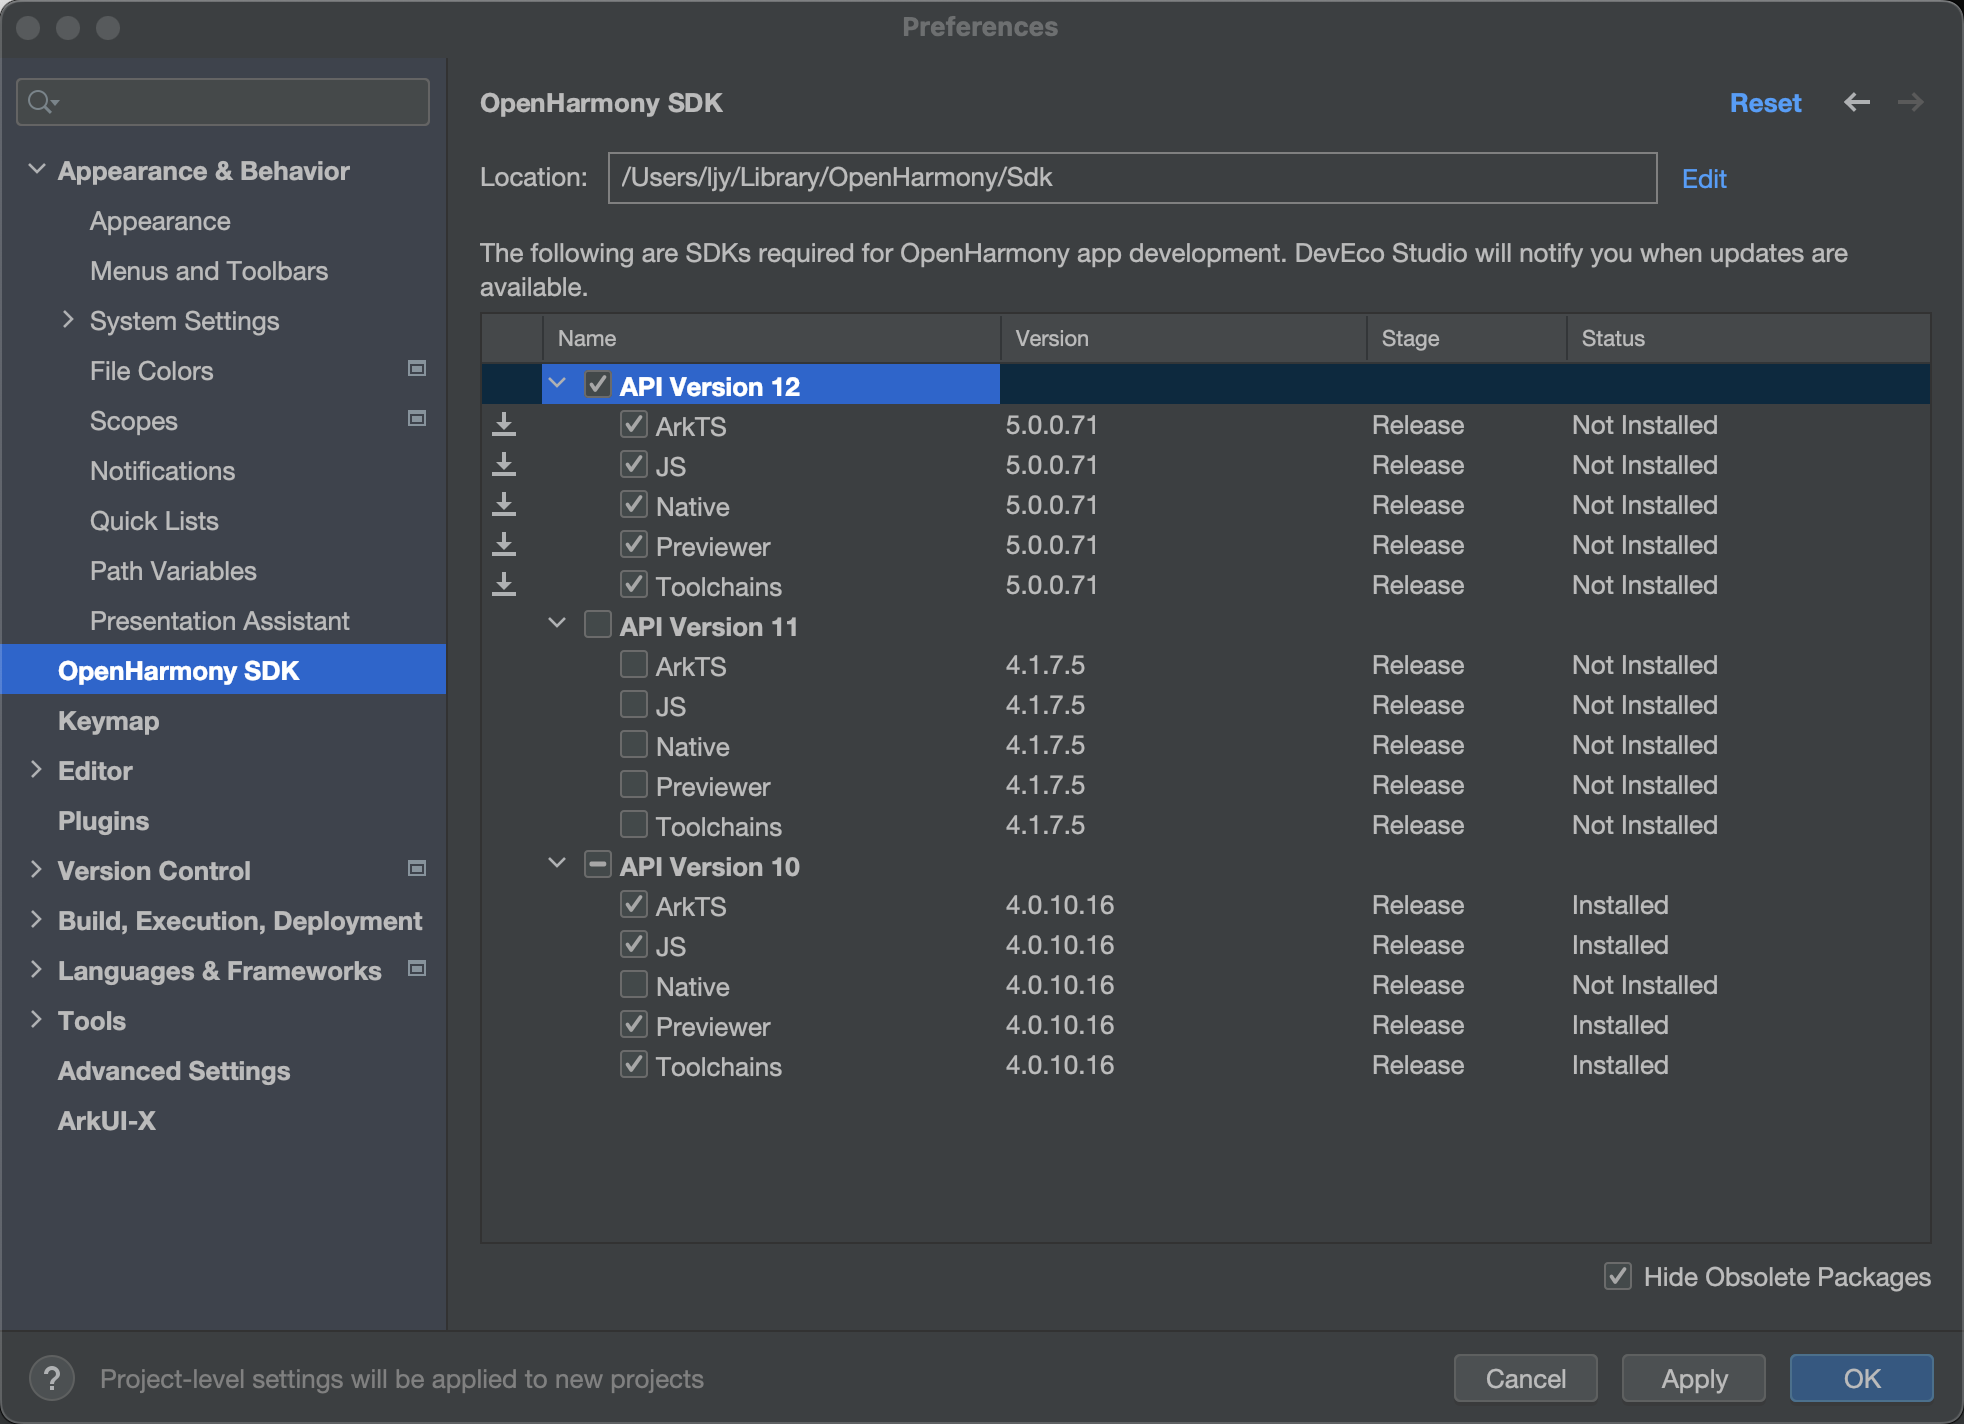 Preferences
Appearance & Behavior
Appearance
Menus and Toolbars
System Settings
File Colors
Scopes
Notifications
Quick Lists
Path Variables
Presentation Assistant
OpenHarmony SDK
Keymap
Editor
Plugins
Version Control
Build, Execution, Deployment
Languages & Frameworks
Tools
Advanced Settings
ArkUI-X
OpenHarmony SDK Reset
Location: /Users/ljy/Library/OpenHarmony/Sdk Edit
The following are SDKs required for OpenHarmony app development. DevEco Studio will notify you when updates are
available.
Name Version Stage Status
API Version 12
ArkTS 5.0.0.71 Release Not Installed
JS 5.0.0.71 Release Not Installed
Native 5.0.0.71 Release Not Installed
Previewer 5.0.0.71 Release Not Installed
Toolchains 5.0.0.71 Release Not Installed
API Version 11
ArkTS 4.1.7.5 Release Not Installed
JS 4.1.7.5 Release Not Installed
Native 4.1.7.5 Release Not Installed
Previewer 4.1.7.5 Release Not Installed
Toolchains 4.1.7.5 Release Not Installed
API Version 10
ArkTS 4.0.10.16 Release Installed
JS 4.0.10.16 Release Installed
Native 4.0.10.16 Release Not Installed
Previewer 4.0.10.16 Release Installed
Toolchains 4.0.10.16 Release Installed
Hide Obsolete Packages
? Project-level settings will be applied to new projects
Cancel Apply OK